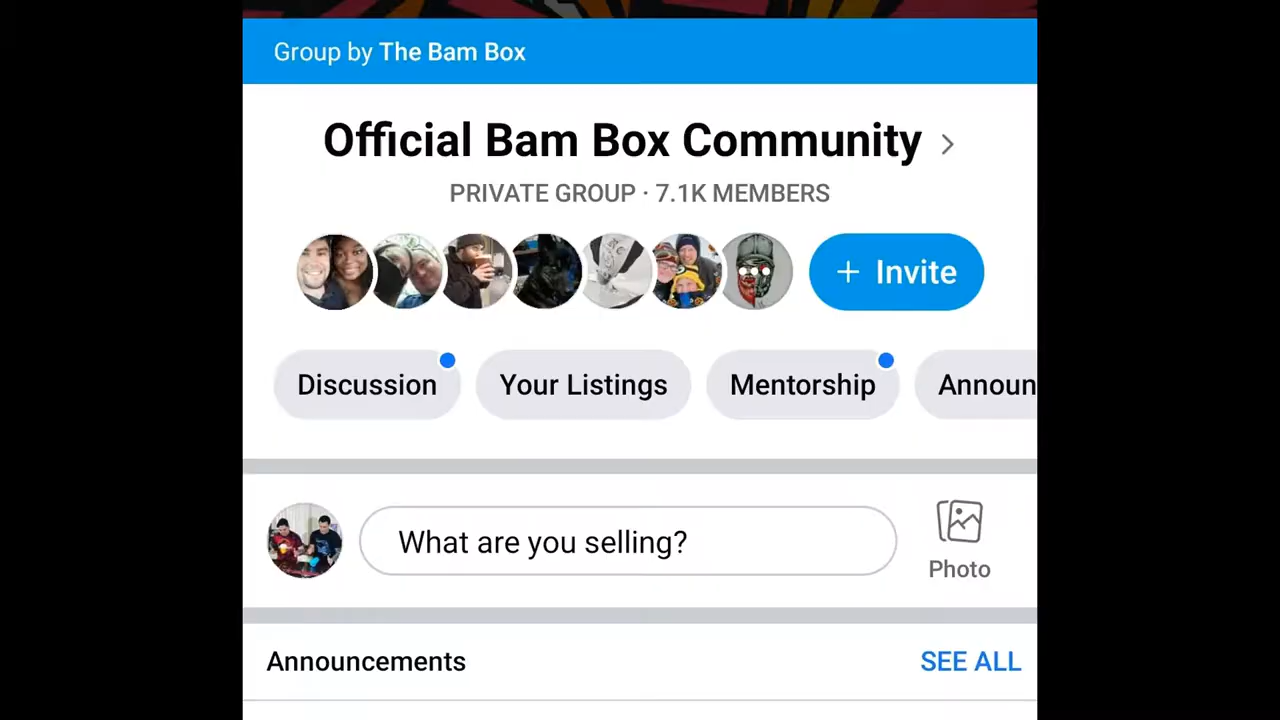 Group by The Bam Box
Official Bam Box Community
PRIVATE GROUP · 7.1K MEMBERS
+ Invite
Discussion Your Listings Mentorship Announ
What are you selling?
Photo
Announcements SEE ALL